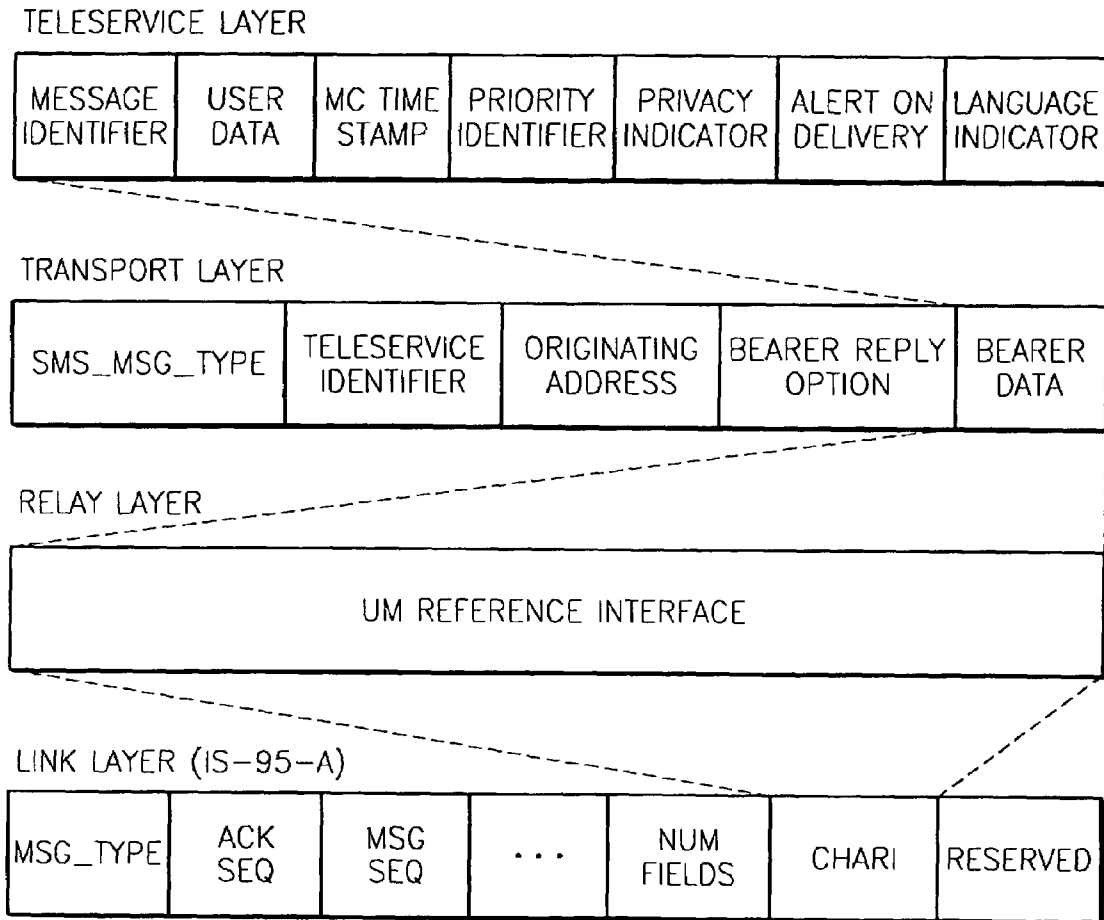 TELESERVICE LAYER
MESSAGE IDENTIFIER
USER DATA
MC TIME STAMP
PRIORITY IDENTIFIER
PRIVACY INDICATOR
ALERT ON DELIVERY
LANGUAGE INDICATOR
TRANSPORT LAYER
SMS_MSG_TYPE
TELESERVICE IDENTIFIER
ORIGINATING ADDRESS
BEARER REPLY OPTION
BEARER DATA
RELAY LAYER
UM REFERENCE INTERFACE
LINK LAYER (IS-95-A)
MSG_TYPE
ACK SEQ
MSG SEQ
...
NUM FIELDS
CHARI
RESERVED